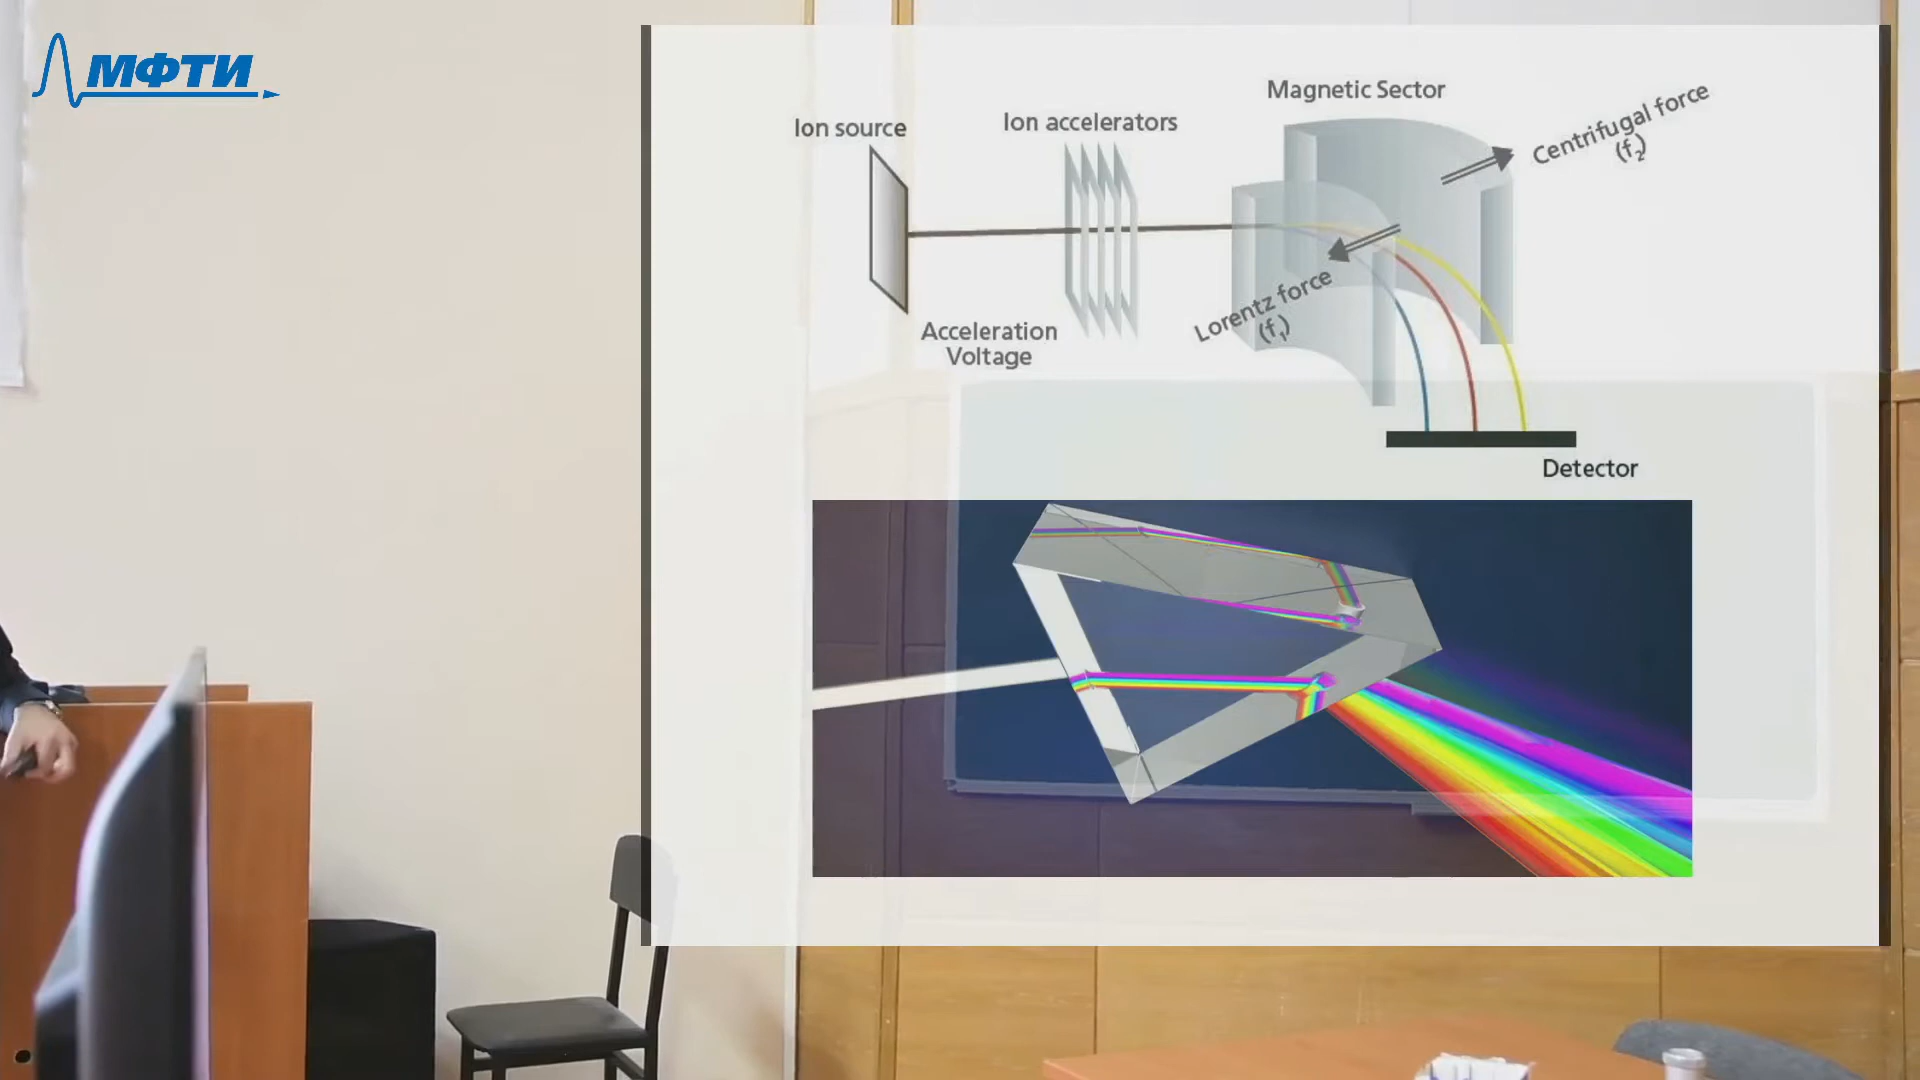 МФТИ
Magnetic Sector
Ion source
Ion accelerators
Centrifugal force
(f2)
Lorentz force
(f1)
Acceleration
Voltage
Detector